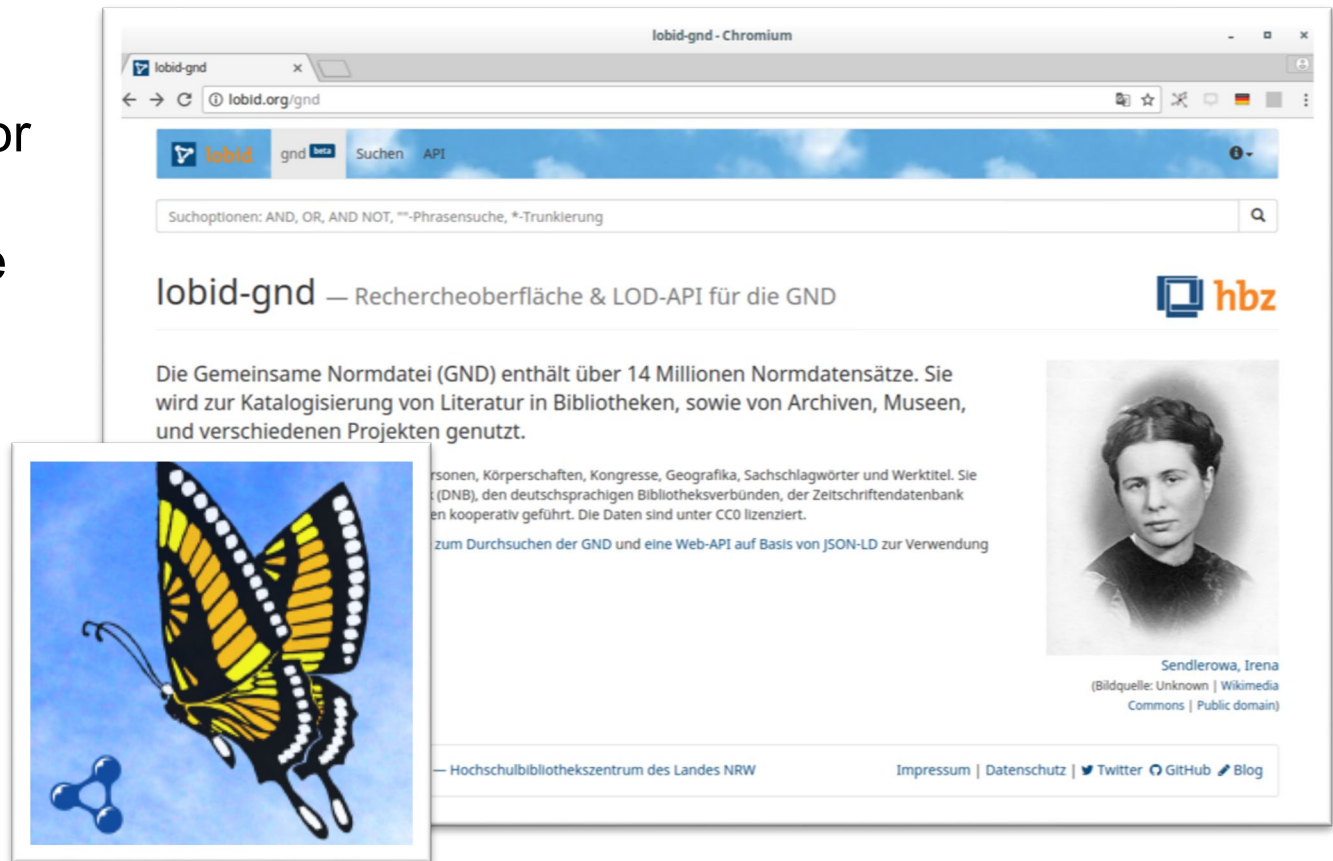 or
e
lobid-gnd - Chromium
lobid-gnd
lobid.org/gnd
lobid gnd beta Suchen API
Suchoptionen: AND, OR, AND NOT, ""-Phrasensuche, *-Trunkierung
lobid-gnd — Rechercheoberfläche & LOD-API für die GND
hbz
Die Gemeinsame Normdatei (GND) enthält über 14 Millionen Normdatensätze. Sie
wird zur Katalogisierung von Literatur in Bibliotheken, sowie von Archiven, Museen,
und verschiedenen Projekten genutzt.
rsonen, Körperschaften, Kongresse, Geografika, Sachschlagwörter und Werktitel. Sie
(DNB), den deutschsprachigen Bibliotheksverbünden, der Zeitschriftendatenbank
en kooperativ geführt. Die Daten sind unter CC0 lizenziert.
zum Durchsuchen der GND und eine Web-API auf Basis von JSON-LD zur Verwendung
Sendlerowa, Irena
(Bildquelle: Unknown | Wikimedia
Commons | Public domain)
— Hochschulbibliothekszentrum des Landes NRW
Impressum | Datenschutz | Twitter GitHub Blog